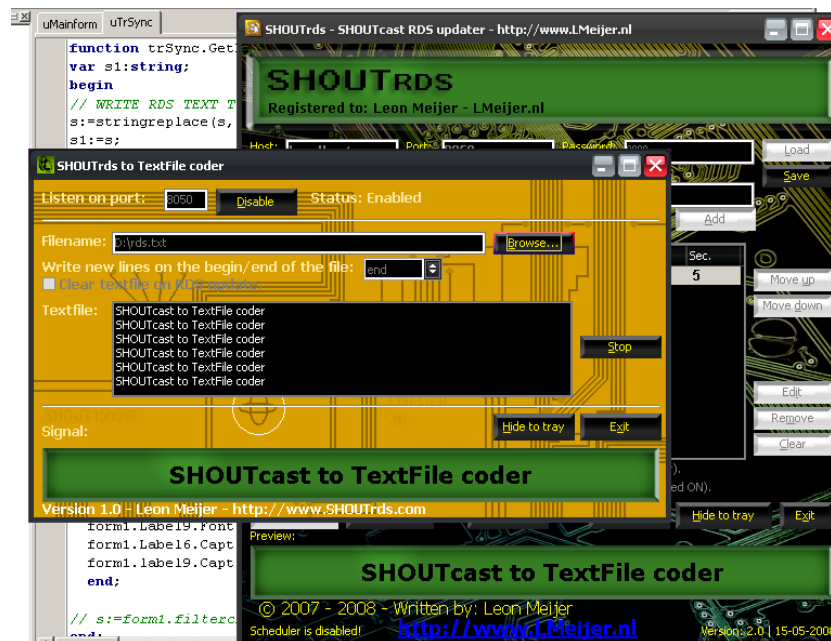 uMainform uTrSync
function trSync.Get
var s1:string;
begin
// WRITE RDS TEXT T
s:=stringreplace(s,
s1:=s;
SHOUTrds - SHOUTcast RDS updater - http://www.LMeijer.nl
SHOUTRDS
Registered to: Leon Meijer - LMeijer.nl
Host: Port: Password:
Load
Save
Add
Sec.
5
Move up
Move down
Edit
Remove
Clear
SHOUTrds to TextFile coder
Listen on port: 8050 Disable Status: Enabled
Filename: D:\rds.txt Browse...
Write new lines on the begin/end of the file: end
Clear textfile on RDS update
Textfile: SHOUTcast to TextFile coder
SHOUTcast to TextFile coder
SHOUTcast to TextFile coder
SHOUTcast to TextFile coder
SHOUTcast to TextFile coder
SHOUTcast to TextFile coder
Stop
Signal: Hide to tray Exit
SHOUTcast to TextFile coder
Version 1.0 - Leon Meijer - http://www.SHOUTrds.com
).
ed ON).
Hide to tray Exit
form1.Label9.Font
form1.Label6.Capt
form1.label9.Capt
end;
// s:=form1.filterc
end;
Preview:
SHOUTcast to TextFile coder
© 2007 - 2008 - Written by: Leon Meijer
Scheduler is disabled! http://www.LMeijer.nl Version: 2.0 | 15-05-200